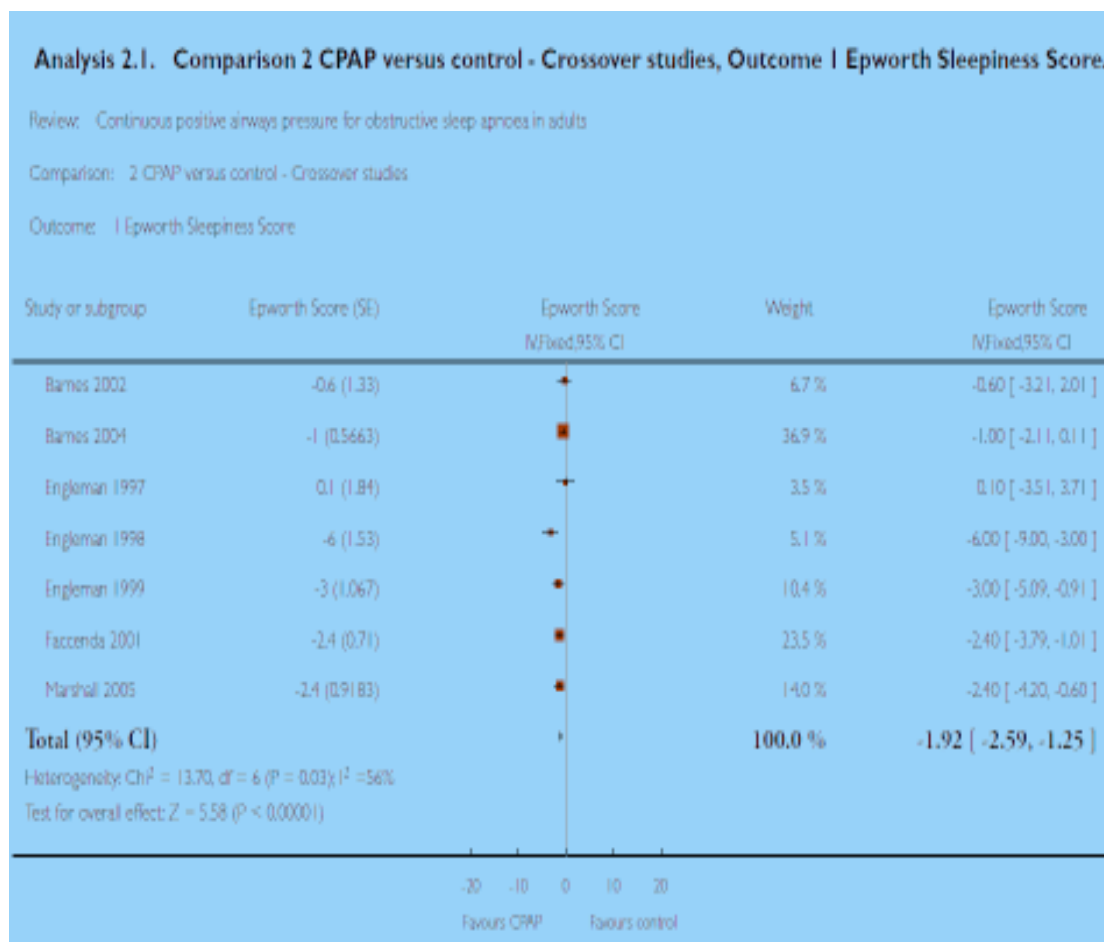 Analysis 2.1. Comparison 2 CPAP versus control - Crossover studies, Outcome 1 Epworth Sleepiness Score.
Review: Continuous positive airways pressure for obstructive sleep apnoea in adults
Comparison: 2 CPAP versus control - Crossover studies
Outcome: 1 Epworth Sleepiness Score
Study or subgroup Epworth Score (SE) Epworth Score Weight Epworth Score
IV,Fixed,95% CI IV,Fixed,95% CI
Barnes 2002 -0.6 (1.33) 6.7 % -0.60 [ -3.21, 2.01 ]
Barnes 2004 -1 (0.5663) 36.9 % -1.00 [ -2.11, 0.11 ]
Engleman 1997 0.1 (1.84) 3.5 % 0.10 [ -3.51, 3.71 ]
Engleman 1998 -6 (1.53) 5.1 % -6.00 [ -9.00, -3.00 ]
Engleman 1999 -3 (1.067) 10.4 % -3.00 [ -5.09, -0.91 ]
Faccenda 2001 -2.4 (0.71) 23.5 % -2.40 [ -3.79, -1.01 ]
Marshall 2005 -2.4 (0.9183) 14.0 % -2.40 [ -4.20, -0.60 ]
Total (95% CI) 100.0 % -1.92 [ -2.59, -1.25 ]
Heterogeneity: Chi² = 13.70, df = 6 (P = 0.03); I² =56%
Test for overall effect: Z = 5.58 (P < 0.00001)
-20 -10 0 10 20
Favours CPAP Favours control